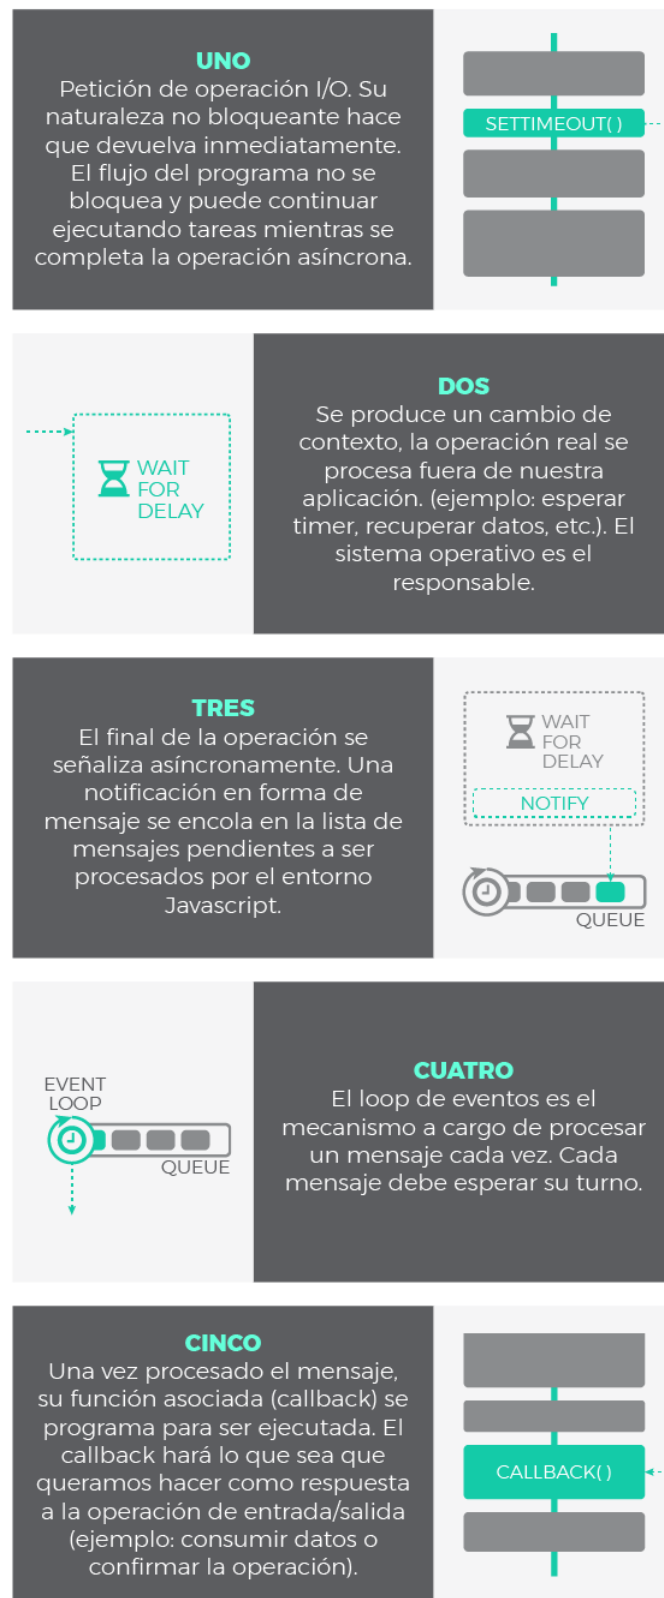 UNO
Petición de operación I/O. Su
naturaleza no bloqueante hace
que devuelva inmediatamente.
El flujo del programa no se
bloquea y puede continuar
ejecutando tareas mientras se
completa la operación asíncrona.
SETTIMEOUT( )
WAIT
FOR
DELAY
DOS
Se produce un cambio de
contexto, la operación real se
procesa fuera de nuestra
aplicación. (ejemplo: esperar
timer, recuperar datos, etc.). El
sistema operativo es el
responsable.
TRES
El final de la operación se
señaliza asíncronamente. Una
notificación en forma de
mensaje se encola en la lista de
mensajes pendientes a ser
procesados por el entorno
Javascript.
WAIT
FOR
DELAY
NOTIFY
QUEUE
EVENT
LOOP
QUEUE
CUATRO
El loop de eventos es el
mecanismo a cargo de procesar
un mensaje cada vez. Cada
mensaje debe esperar su turno.
CINCO
Una vez procesado el mensaje,
su función asociada (callback) se
programa para ser ejecutada. El
callback hará lo que sea que
queramos hacer como respuesta
a la operación de entrada/salida
(ejemplo: consumir datos o
confirmar la operación).
CALLBACK( )